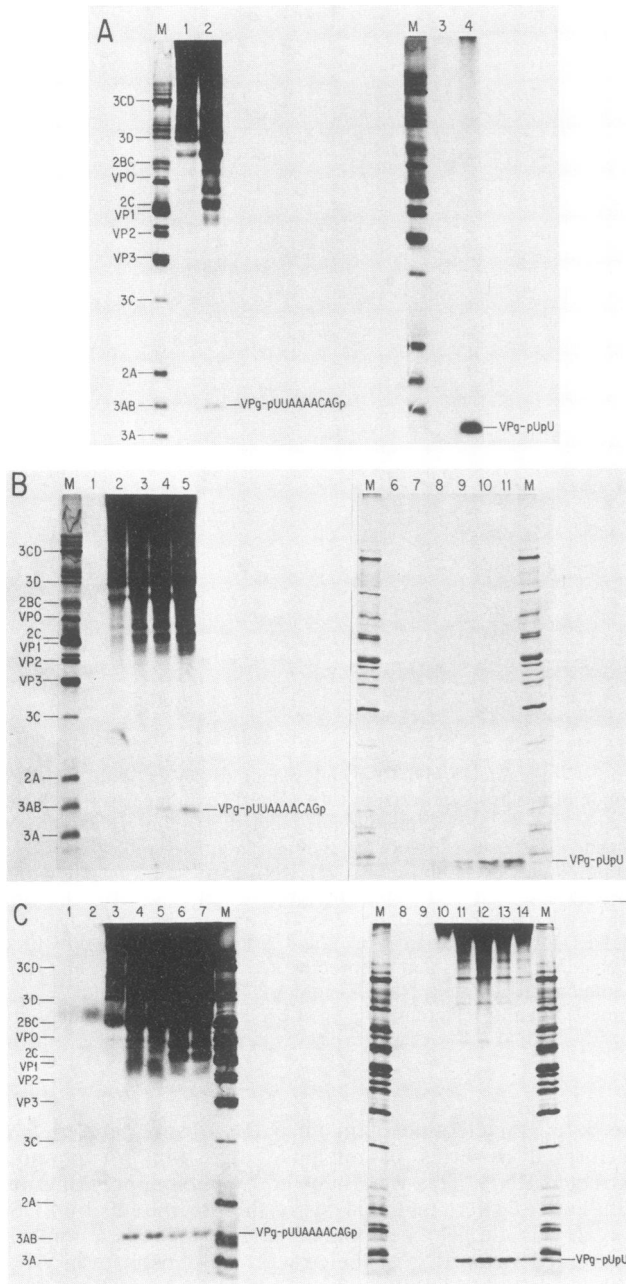 A
M 1 2
M 3 4
3CD
3D
2BC
VP0
2C
VP1
VP2
VP3
3C
2A
3AB
VPg-pUUAAAACAGp
3A
VPg-pUpU
B
M 1 2 3 4 5
M 6 7 8 9 10 11 M
3CD
3D
2BC
VP0
2C
VP1
VP2
VP3
3C
2A
3AB
VPg-pUUAAAACAGp
3A
VPg-pUpU
C
1 2 3 4 5 6 7 M
M 8 9 10 11 12 13 14 M
3CD
3D
2BC
VP0
2C
VP1
VP2
VP3
3C
2A
3AB
VPg-pUUAAAACAGp
3A
VPg-pUpU